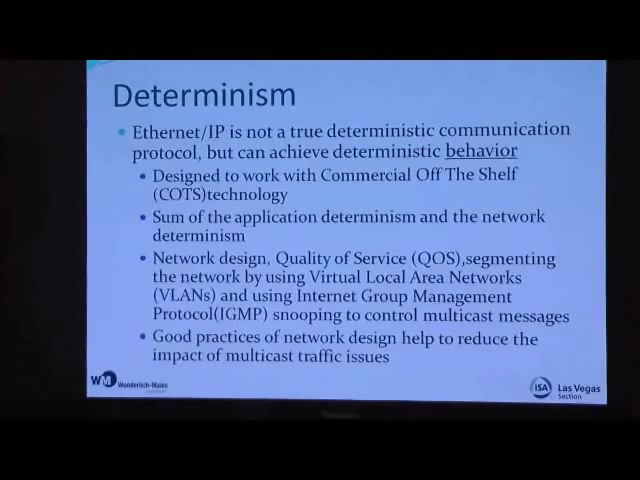 Determinism
• Ethernet/IP is not a true deterministic communication
protocol, but can achieve deterministic behavior
• Designed to work with Commercial Off The Shelf
(COTS)technology
• Sum of the application determinism and the network
determinism
• Network design, Quality of Service (QOS),segmenting
the network by using Virtual Local Area Networks
(VLANs) and using Internet Group Management
Protocol(IGMP) snooping to control multicast messages
• Good practices of network design help to reduce the
impact of multicast traffic issues
WM Wunderlich-Malec
ISA Las Vegas
Section